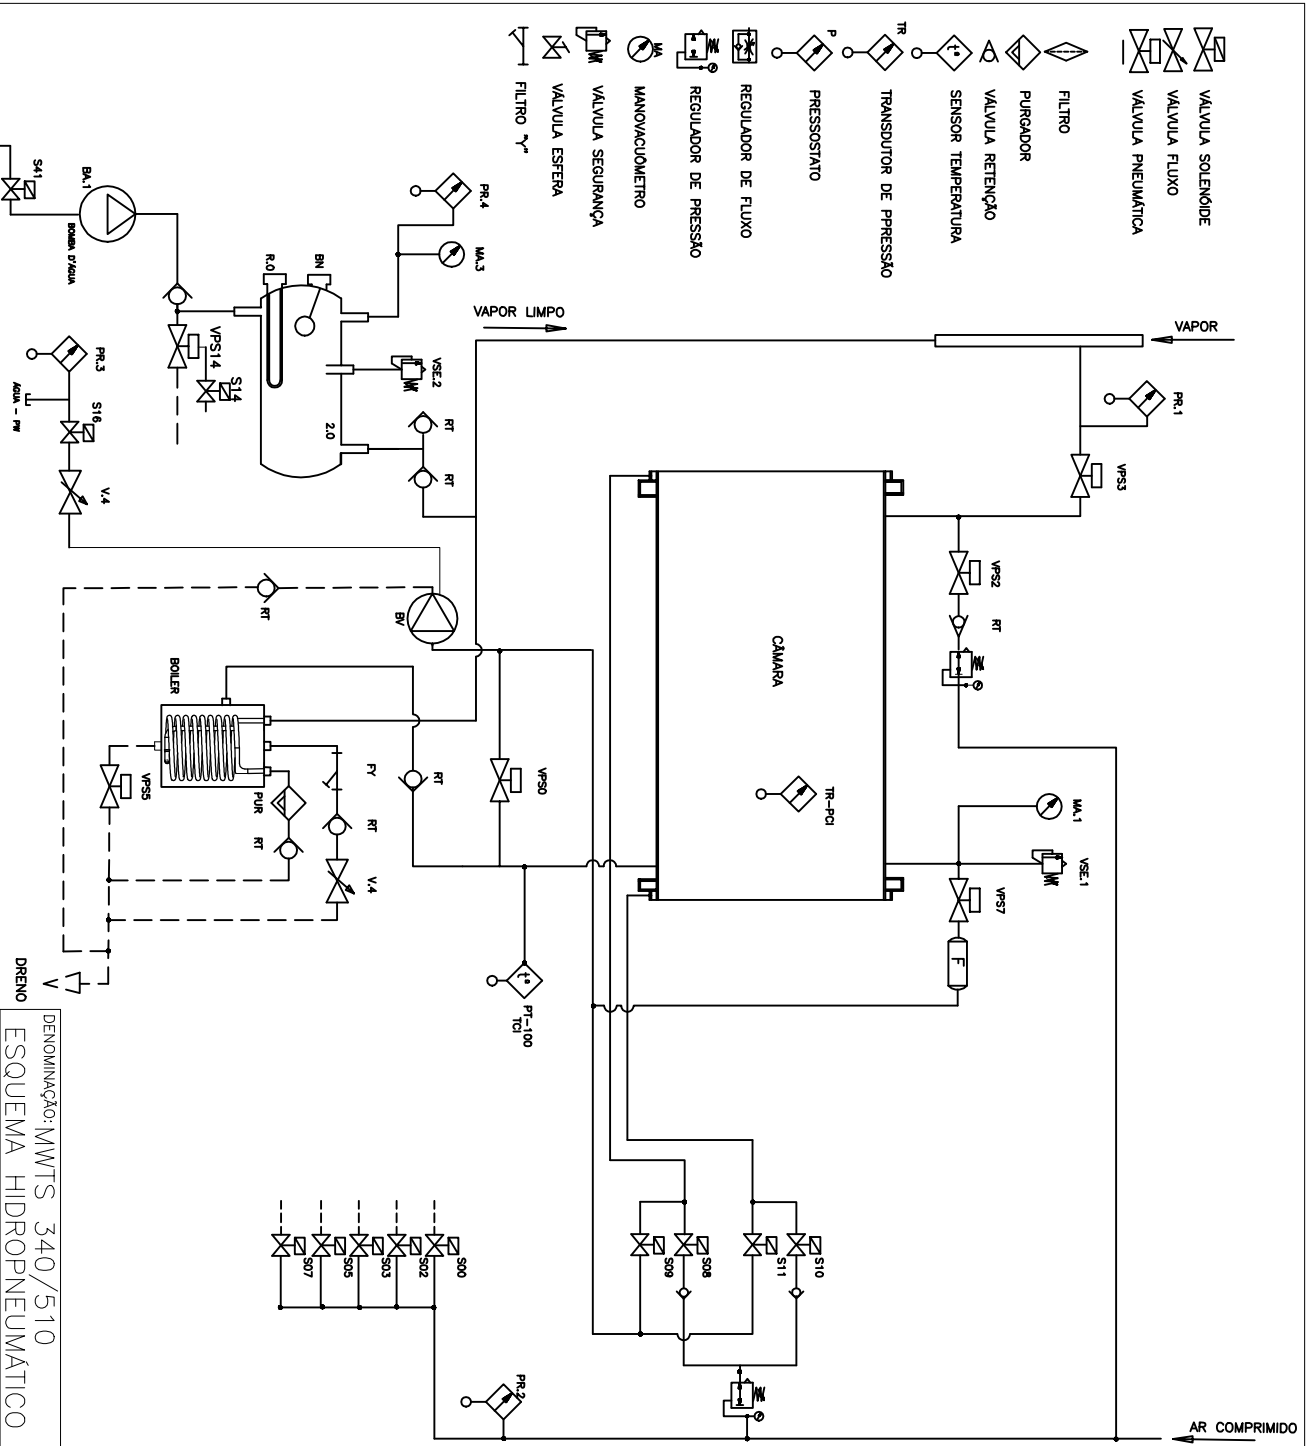 VÁLVULA SOLENÓIDE
VÁLVULA FLUXO
VÁLVULA PNEUMÁTICA
FILTRO
PURGADOR
VÁLVULA RETENÇÃO
SENSOR TEMPERATURA
tº
TRANSDUTOR DE PPRESSÃO
TR
PRESSOSTATO
P
REGULADOR DE FLUXO
REGULADOR DE PRESSÃO
MANOVACUÔMETRO
MA
VÁLVULA SEGURANÇA
VÁLVULA ESFERA
FILTRO "Y"
VAPOR
VAPOR LIMPO
PR.1
VPS3
VPS2
RT
CÂMARA
TR-PCI
MA.1
VSE.1
VPS7
F
PR.4
MA.3
BN
R.0
VSE.2
2.0
RT
RT
S41
BA.1
BOMBA D'AGUA
VPS14
S14
PR.3
AGUA - PW
S16
V.4
BV
RT
BOILER
VPS5
PUR
RT
FY
RT
V.4
RT
VPS0
tº
PT-100
TCI
DRENO
S10
S11
S08
S09
S00
S02
S03
S05
S07
PR.2
AR COMPRIMIDO
DENOMINAÇÃO: MWTS 340/510
ESQUEMA HIDROPNEUMÁTICO